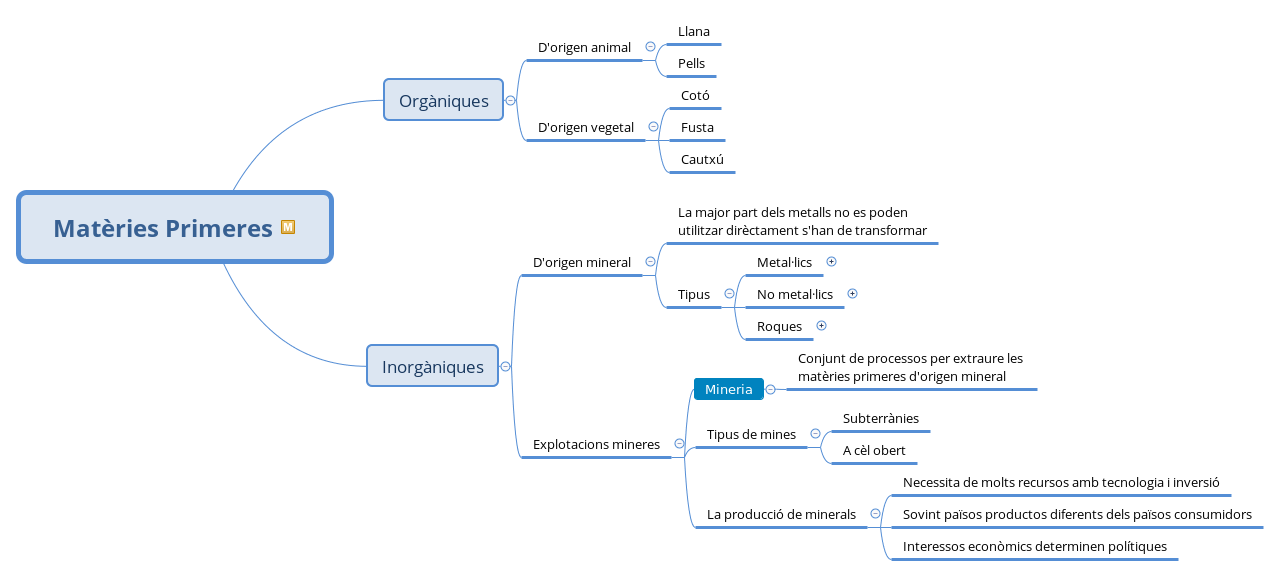 Matèries Primeres
M
Orgàniques
D'origen animal
Llana
Pells
D'origen vegetal
Cotó
Fusta
Cautxú
Inorgàniques
D'origen mineral
La major part dels metalls no es poden
utilitzar dirèctament s'han de transformar
Tipus
Metal·lics
No metal·lics
Roques
Explotacions mineres
Mineria
Conjunt de processos per extraure les
matèries primeres d'origen mineral
Tipus de mines
Subterrànies
A cèl obert
La producció de minerals
Necessita de molts recursos amb tecnologia i inversió
Sovint països productos diferents dels països consumidors
Interessos econòmics determinen polítiques